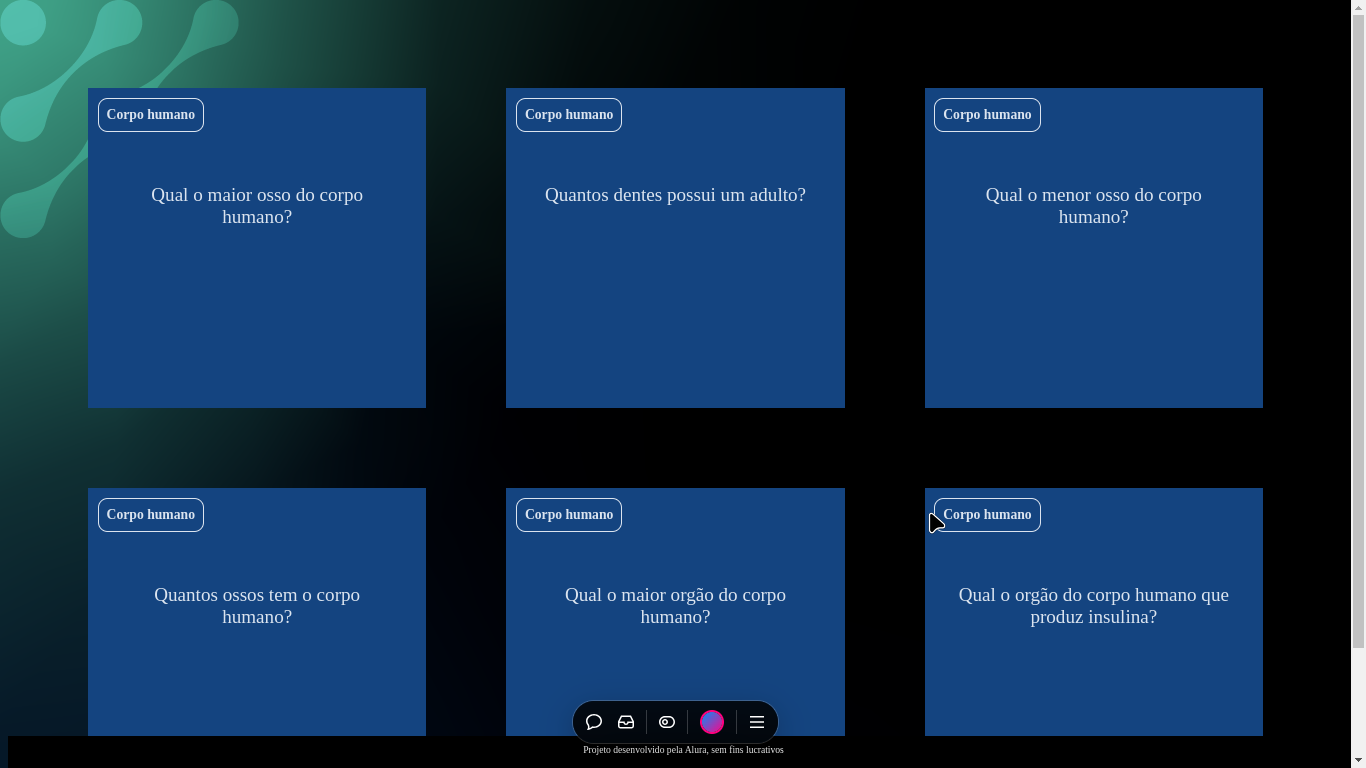 Corpo humano
Qual o maior osso do corpo
humano?
Corpo humano
Quantos dentes possui um adulto?
Corpo humano
Qual o menor osso do corpo
humano?
Corpo humano
Quantos ossos tem o corpo
humano?
Corpo humano
Qual o maior orgão do corpo
humano?
Corpo humano
Qual o orgão do corpo humano que
produz insulina?
Projeto desenvolvido pela Alura, sem fins lucrativos